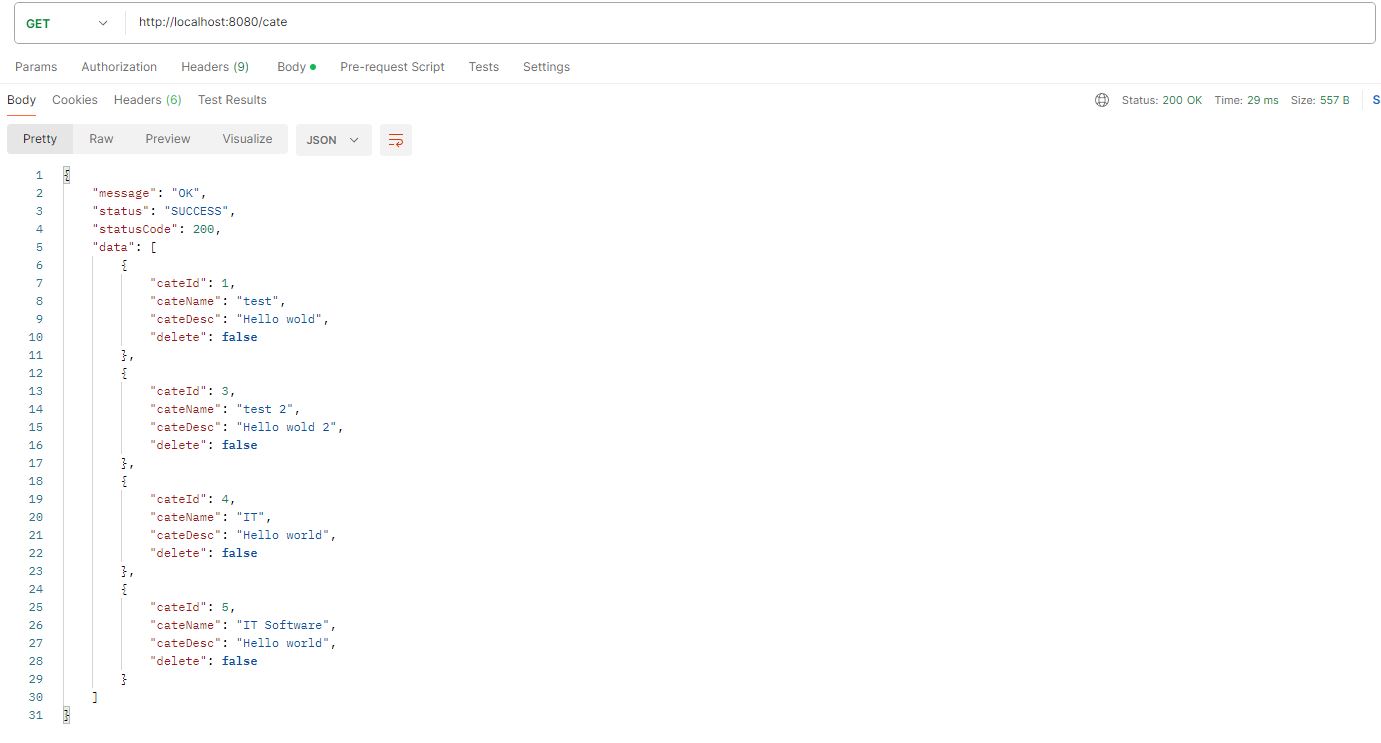 GET http://localhost:8080/cate
Params Authorization Headers (9) Body Pre-request Script Tests Settings
Body Cookies Headers (6) Test Results Status: 200 OK Time: 29 ms Size: 557 B S
Pretty Raw Preview Visualize JSON
1 {
2 "message": "OK",
3 "status": "SUCCESS",
4 "statusCode": 200,
5 "data": [
6 {
7 "cateId": 1,
8 "cateName": "test",
9 "cateDesc": "Hello wold",
10 "delete": false
11 },
12 {
13 "cateId": 3,
14 "cateName": "test 2",
15 "cateDesc": "Hello wold 2",
16 "delete": false
17 },
18 {
19 "cateId": 4,
20 "cateName": "IT",
21 "cateDesc": "Hello world",
22 "delete": false
23 },
24 {
25 "cateId": 5,
26 "cateName": "IT Software",
27 "cateDesc": "Hello world",
28 "delete": false
29 }
30 ]
31 }